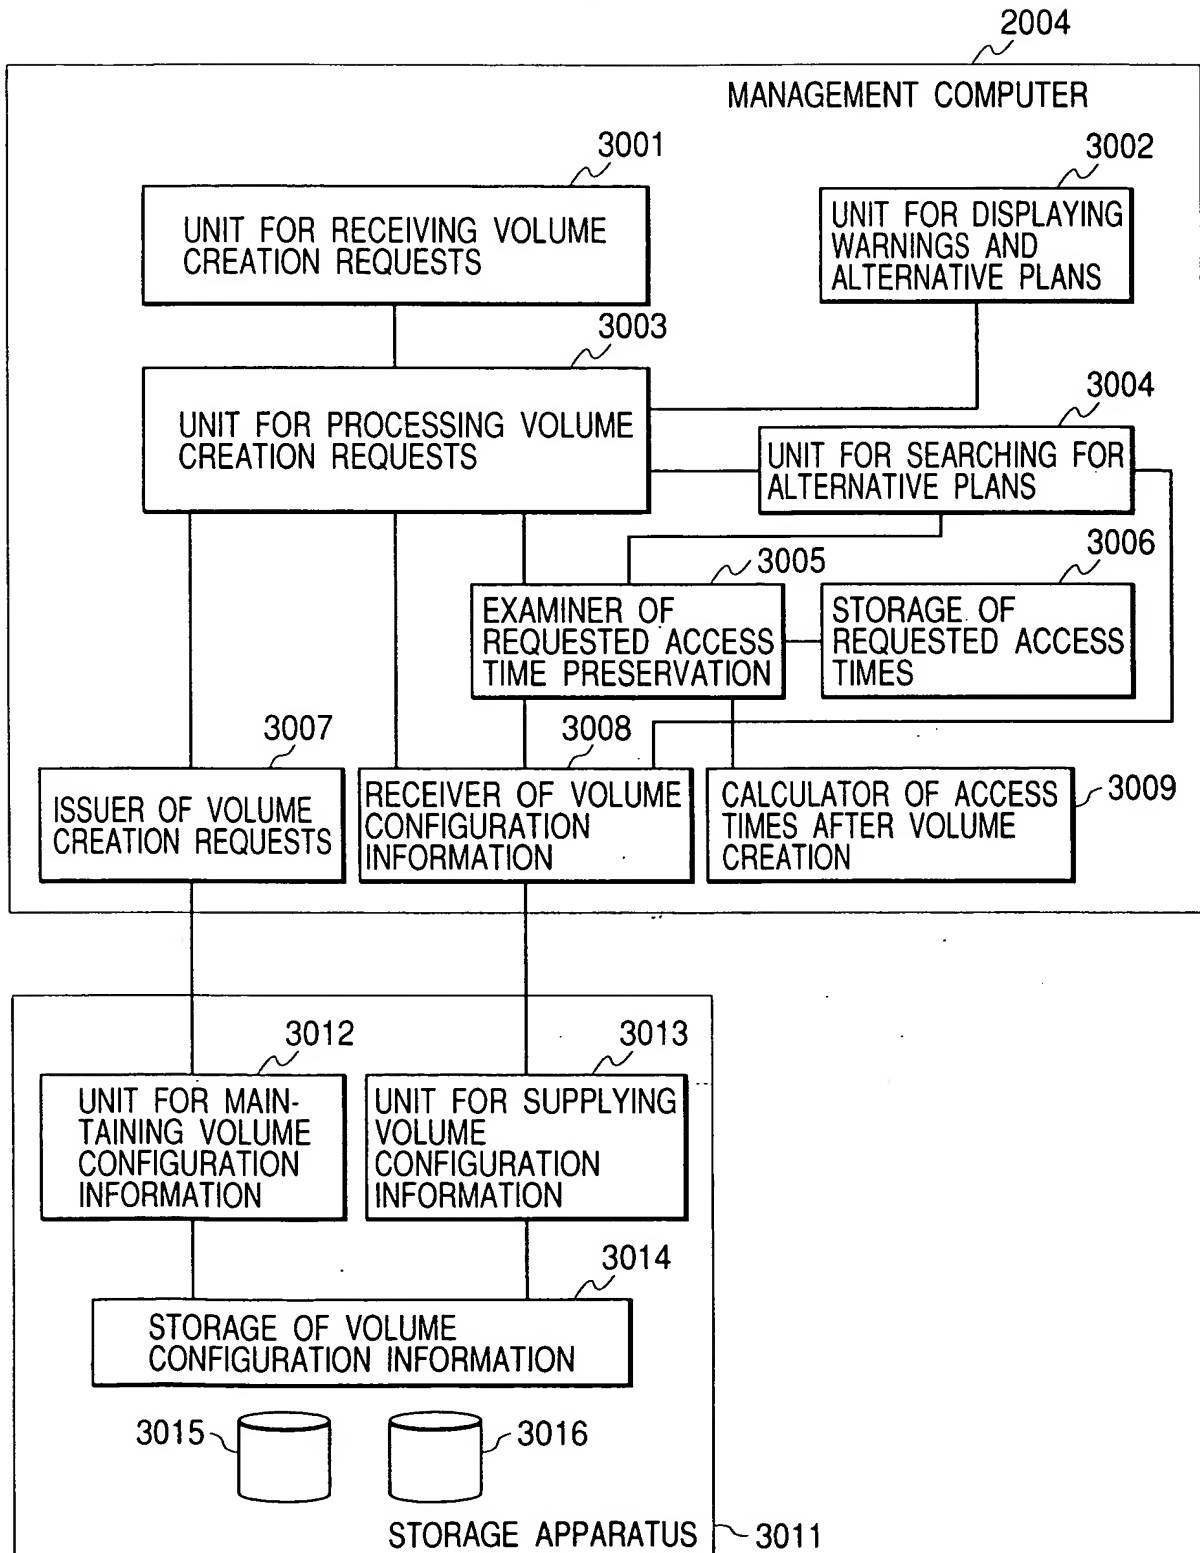 2004
MANAGEMENT COMPUTER
3001
UNIT FOR RECEIVING VOLUME
CREATION REQUESTS
3002
UNIT FOR DISPLAYING
WARNINGS AND
ALTERNATIVE PLANS
3003
UNIT FOR PROCESSING VOLUME
CREATION REQUESTS
3004
UNIT FOR SEARCHING FOR
ALTERNATIVE PLANS
3005
EXAMINER OF
REQUESTED ACCESS
TIME PRESERVATION
3006
STORAGE OF
REQUESTED ACCESS
TIMES
3007
ISSUER OF VOLUME
CREATION REQUESTS
3008
RECEIVER OF VOLUME
CONFIGURATION
INFORMATION
CALCULATOR OF ACCESS
TIMES AFTER VOLUME
CREATION
3009
3012
UNIT FOR MAIN-
TAINING VOLUME
CONFIGURATION
INFORMATION
3013
UNIT FOR SUPPLYING
VOLUME
CONFIGURATION
INFORMATION
3014
STORAGE OF VOLUME
CONFIGURATION INFORMATION
3015
3016
STORAGE APPARATUS
3011